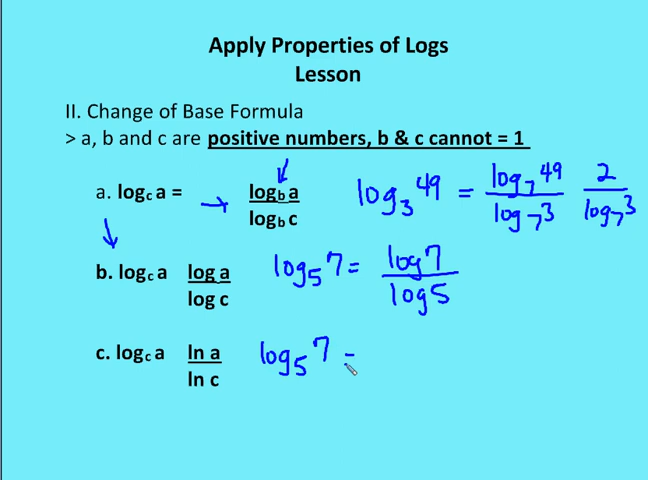 Apply Properties of Logs
Lesson
II. Change of Base Formula
> a, b and c are positive numbers, b & c cannot = 1
a. log_c a = → log_b a / log_b c   log_3 49 = log_7 49 / log_7 3   2 / log_7 3
b. log_c a   log a / log c   log_5 7 = log 7 / log 5
c. log_c a   ln a / ln c   log_5 7 =